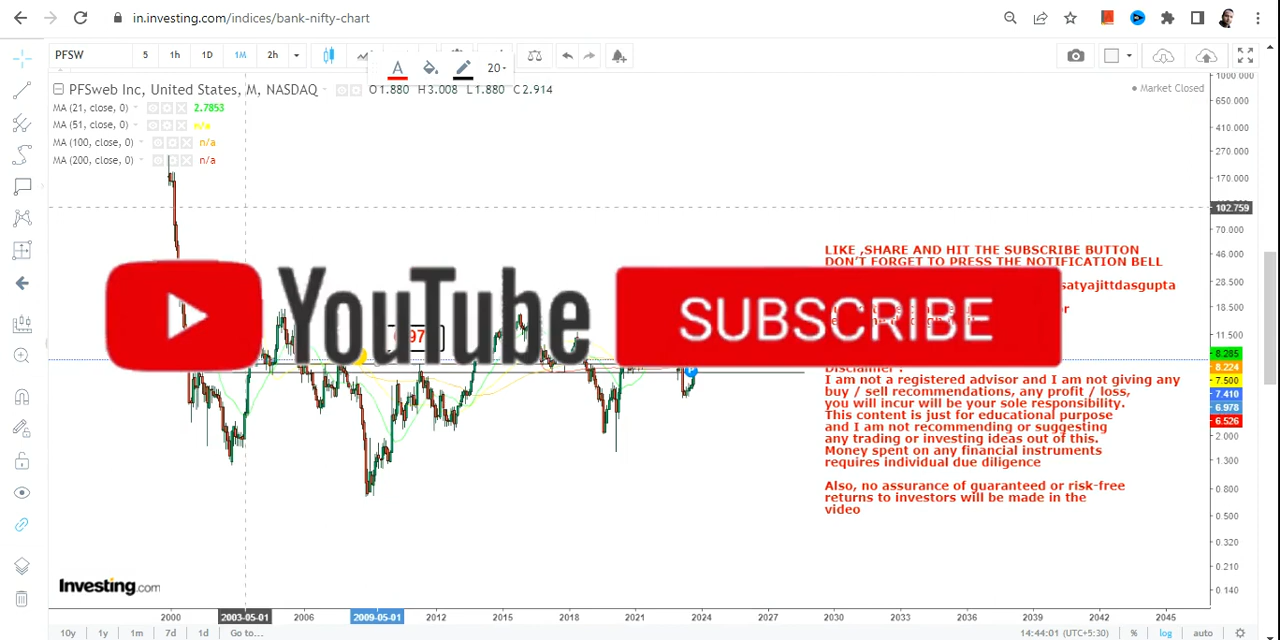 in.investing.com/indices/bank-nifty-chart
PFSW 5 1h 1D 1M 2h
A 20
PFSweb Inc, United States, M, NASDAQ O1.880 H3.008 L1.880 C2.914
Market Closed
MA (21, close, 0) 2.7853
MA (51, close, 0) n/a
MA (100, close, 0) n/a
MA (200, close, 0) n/a
1000.000
650.000
410.000
270.000
170.000
102.759
70.000
46.000
28.500
18.500
11.500
8.285
8.224
7.500
7.410
6.978
6.526
2.000
1.300
0.800
0.500
0.320
0.210
0.140
LIKE ,SHARE AND HIT THE SUBSCRIBE BUTTON
DON'T FORGET TO PRESS THE NOTIFICATION BELL
satyajittdasgupta
YouTube SUBSCRIBE
Disclaimer :
I am not a registered advisor and I am not giving any
buy / sell recommendations, any profit / loss,
you will incur will be your sole responsibility.
This content is just for educational purpose
and I am not recommending or suggesting
any trading or investing ideas out of this.
Money spent on any financial instruments
requires individual due diligence
Also, no assurance of guaranteed or risk-free
returns to investors will be made in the
video
Investing.com
2000 2003-05-01 2006 2009-05-01 2012 2015 2018 2021 2024 2027 2030 2033 2036 2039 2042 2045
10y 1y 1m 7d 1d Go to... 14:44:01 (UTC+5:30) % log auto